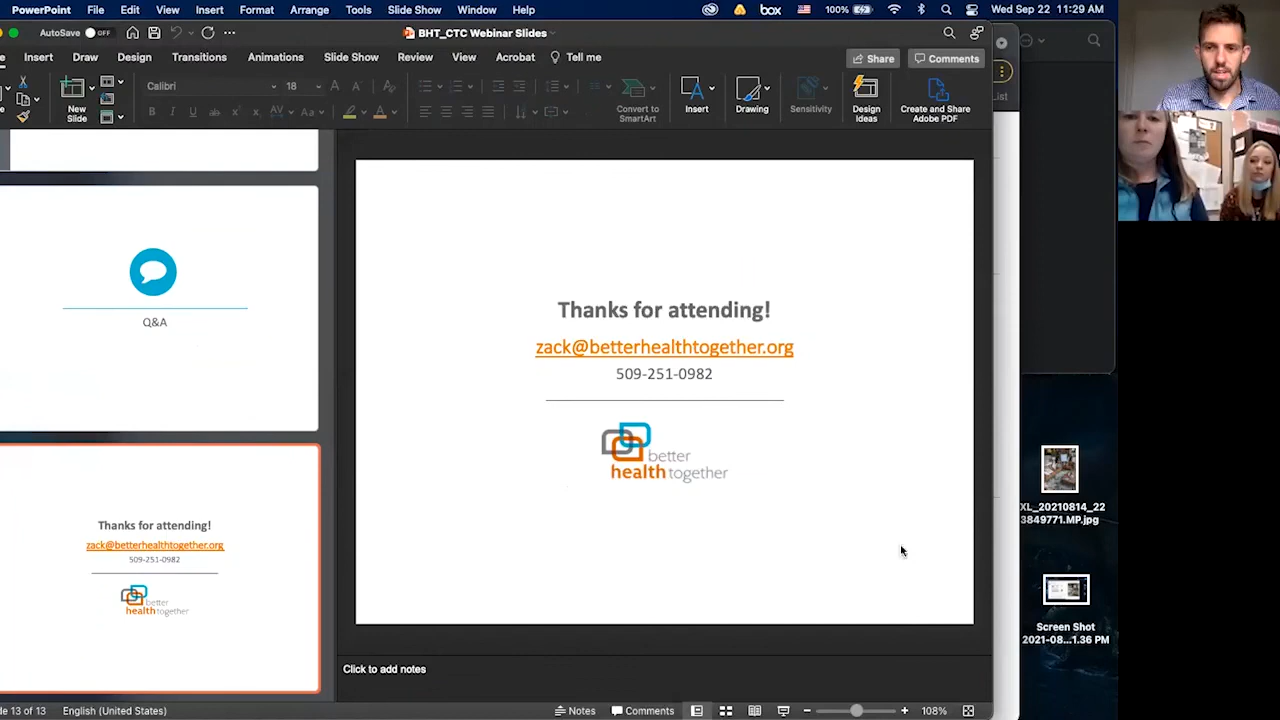 PowerPoint File Edit View Insert Format Arrange Tools Slide Show Window Help box 100% Wed Sep 22 11:29 AM
AutoSave OFF BHT_CTC Webinar Slides
Insert Draw Design Transitions Slide Show Animations Review View Acrobat Tell me Share Comments
Calibri 18
New
Slide
Convert to
SmartArt
Insert
Drawing
Sensitivity
Design
Ideas
Create and Share
Adobe PDF
Q&A
Thanks for attending!
zack@betterhealthtogether.org
509-251-0982
better
health together
Thanks for attending!
zack@betterhealthtogether.org
509-251-0982
better
health together
XL_20210814_22
3849771.MP.jpg
Screen Shot
2021-08...1.36 PM
Click to add notes
de 13 of 13 English (United States) Notes Comments 108%